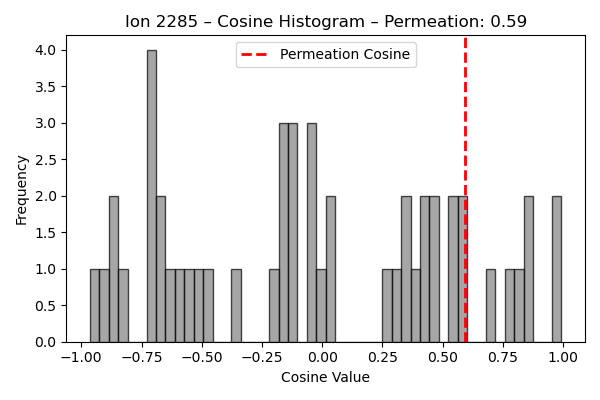 Ion 2285 – Cosine Histogram – Permeation: 0.59
Permeation Cosine
Frequency
4.0
3.5
3.0
2.5
2.0
1.5
1.0
0.5
0.0
−1.00 −0.75 −0.50 −0.25 0.00 0.25 0.50 0.75 1.00
Cosine Value